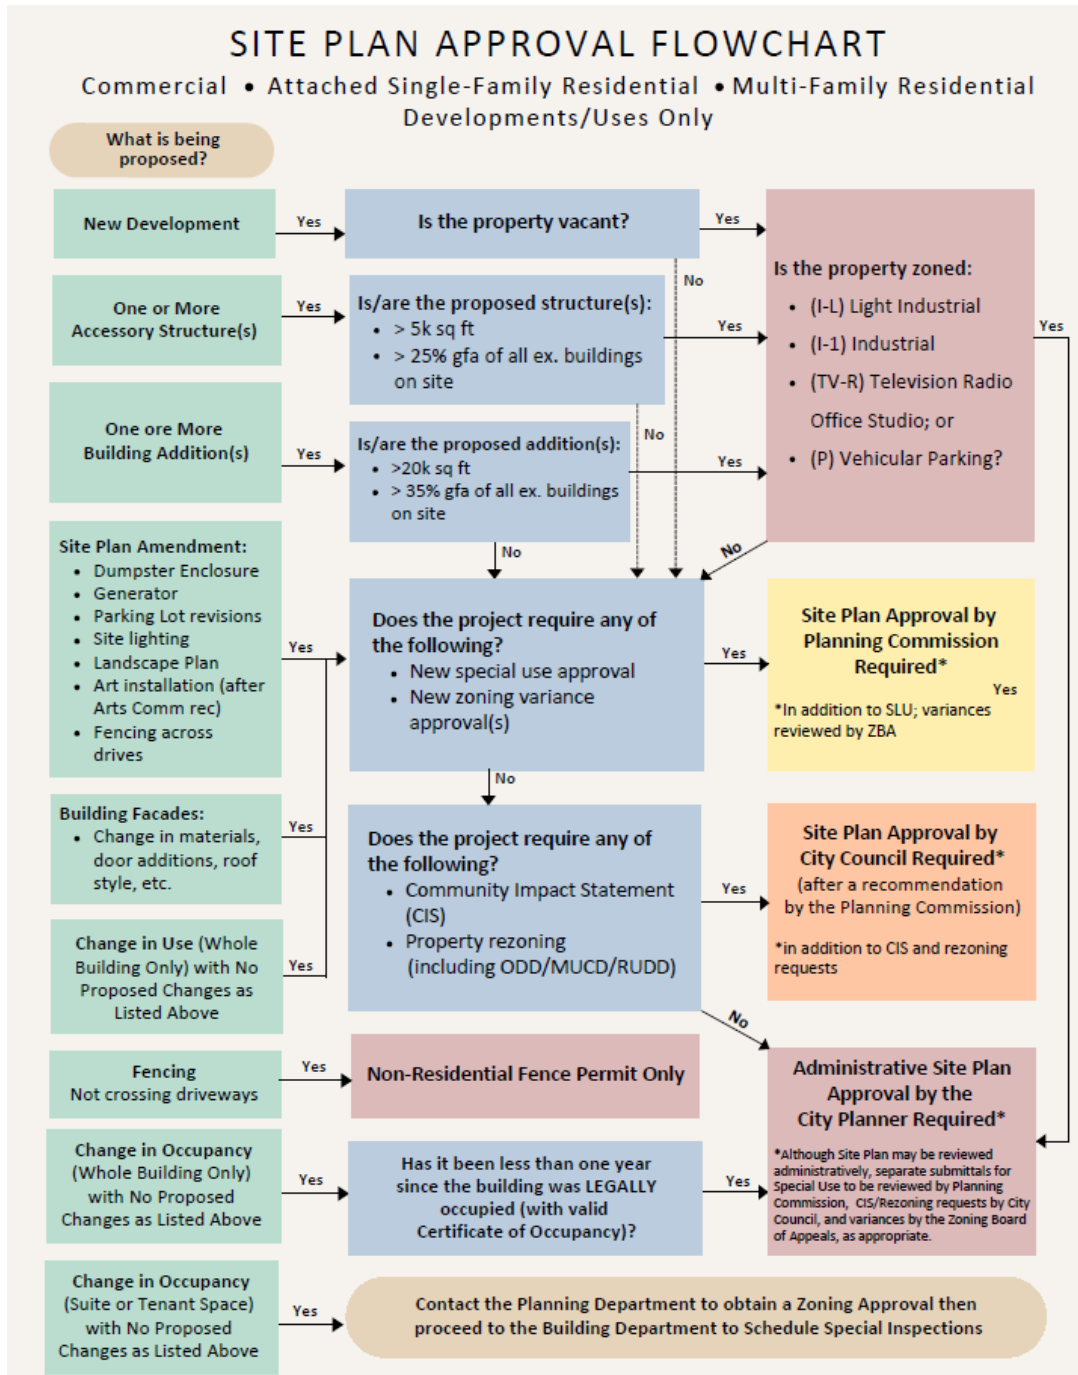 SITE PLAN APPROVAL FLOWCHART
Commercial • Attached Single-Family Residential • Multi-Family Residential
Developments/Uses Only
What is being
proposed?
New Development
Yes
Is the property vacant?
Yes
No
One or More
Accessory Structure(s)
Yes
Is/are the proposed structure(s):
• > 5k sq ft
• > 25% gfa of all ex. buildings
on site
Yes
No
One ore More
Building Addition(s)
Yes
Is/are the proposed addition(s):
• >20k sq ft
• > 35% gfa of all ex. buildings
on site
Yes
No
Is the property zoned:
• (I-L) Light Industrial
• (I-1) Industrial
• (TV-R) Television Radio
Office Studio; or
• (P) Vehicular Parking?
Yes
No
Site Plan Amendment:
• Dumpster Enclosure
• Generator
• Parking Lot revisions
• Site lighting
• Landscape Plan
• Art installation (after
Arts Comm rec)
• Fencing across
drives
Yes
Does the project require any of
the following?
• New special use approval
• New zoning variance
approval(s)
Yes
No
Site Plan Approval by
Planning Commission
Required*
Yes
*In addition to SLU; variances
reviewed by ZBA
Building Facades:
• Change in materials,
door additions, roof
style, etc.
Yes
Does the project require any of
the following?
• Community Impact Statement
(CIS)
• Property rezoning
(including ODD/MUCD/RUDD)
Yes
No
Site Plan Approval by
City Council Required*
(after a recommendation
by the Planning Commission)
*in addition to CIS and rezoning
requests
Change in Use (Whole
Building Only) with No
Proposed Changes as
Listed Above
Yes
Fencing
Not crossing driveways
Yes
Non-Residential Fence Permit Only
Administrative Site Plan
Approval by the
City Planner Required*
*Although Site Plan may be reviewed
administratively, separate submittals for
Special Use to be reviewed by Planning
Commission, CIS/Rezoning requests by City
Council, and variances by the Zoning Board
of Appeals, as appropriate.
Change in Occupancy
(Whole Building Only)
with No Proposed
Changes as Listed Above
Yes
Has it been less than one year
since the building was LEGALLY
occupied (with valid
Certificate of Occupancy)?
Yes
Change in Occupancy
(Suite or Tenant Space)
with No Proposed
Changes as Listed Above
Yes
Contact the Planning Department to obtain a Zoning Approval then
proceed to the Building Department to Schedule Special Inspections